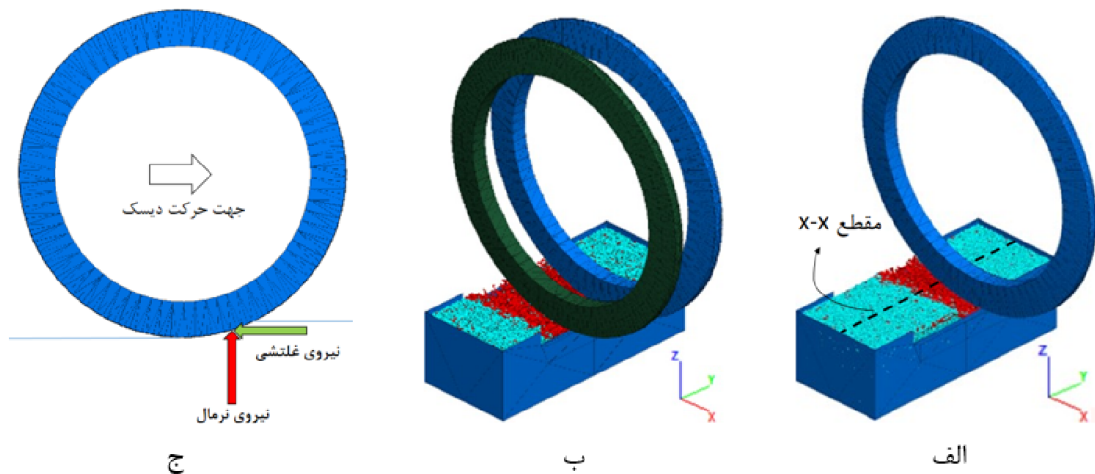 مقطع x-x
Z
Y
X
الف
Z
Y
X
ب
جهت حرکت دیسک
نیروی غلتشی
نیروی نرمال
ج